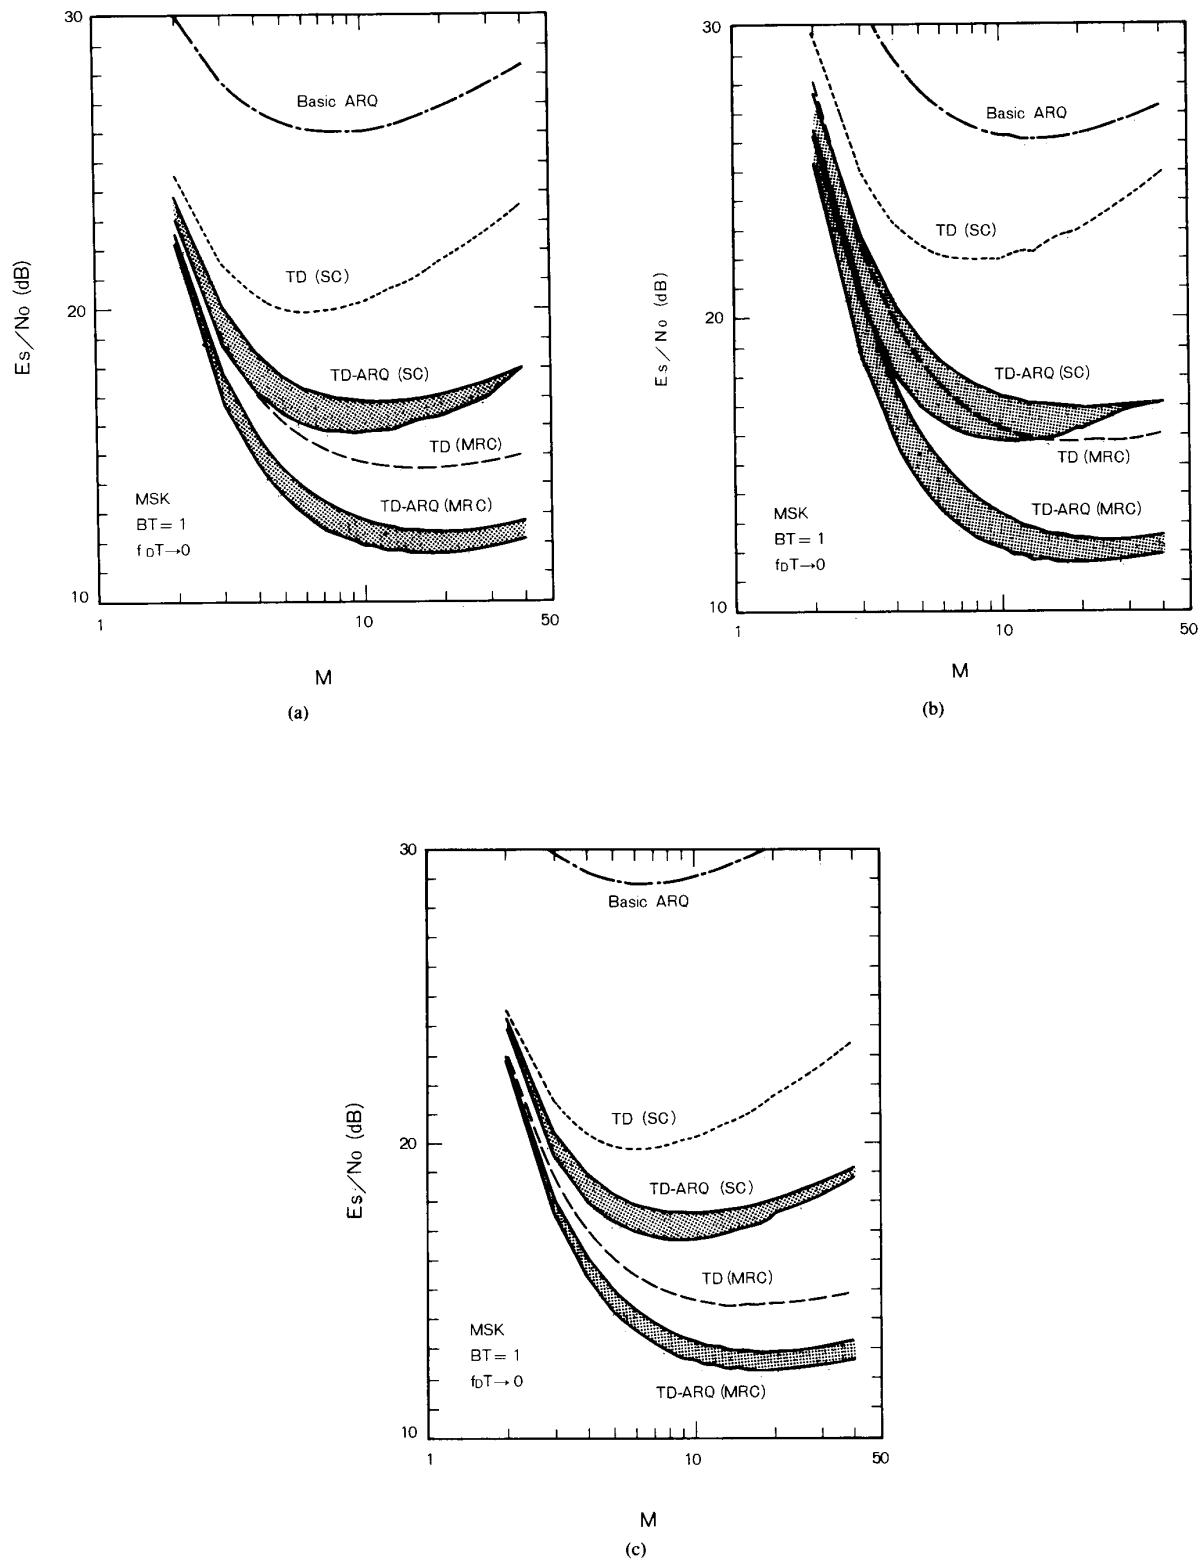 30
Basic ARQ
TD (SC)
20
Es/No (dB)
TD-ARQ (SC)
TD (MRC)
TD-ARQ (MRC)
MSK
BT = 1
fDT→0
10
1
10
50
M
(a)
30
Basic ARQ
TD (SC)
20
Es/No (dB)
TD-ARQ (SC)
TD (MRC)
TD-ARQ (MRC)
MSK
BT = 1
fDT→0
10
1
10
50
M
(b)
30
Basic ARQ
TD (SC)
20
Es/No (dB)
TD-ARQ (SC)
TD (MRC)
MSK
BT = 1
fDT→0
TD-ARQ (MRC)
10
1
10
50
M
(c)